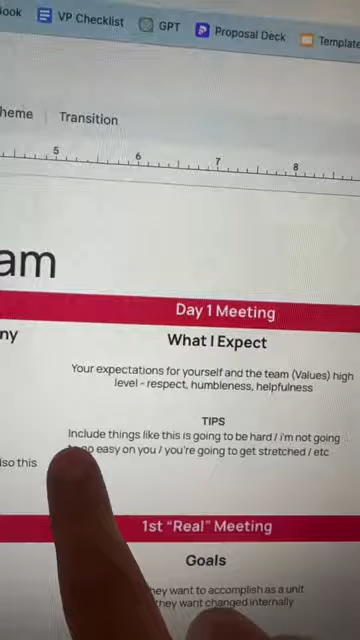 ook VP Checklist GPT Proposal Deck Template
heme Transition
5 6 7 8
am
Day 1 Meeting
ny What I Expect
Your expectations for yourself and the team (Values) high
level - respect, humbleness, helpfulness
TIPS
Include things like this is going to be hard / i'm not going
go easy on you / you're going to get stretched / etc
lso this
1st "Real" Meeting
Goals
hey want to accomplish as a unit
they want changed internally